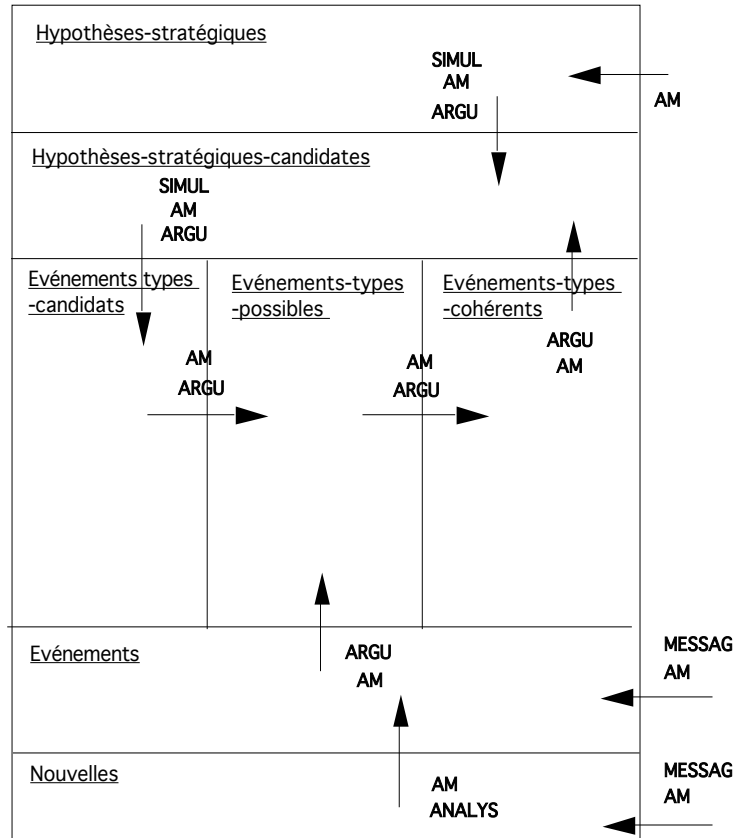 Hypothèses-stratégiques
SIMUL
AM
ARGU
AM
Hypothèses-stratégiques-candidates
SIMUL
AM
ARGU
Evénements types
-candidats
Evénements-types
-possibles
Evénements-types
-cohérents
ARGU
AM
AM
ARGU
AM
ARGU
Evénements
ARGU
AM
MESSAG
AM
Nouvelles
AM
ANALYS
MESSAG
AM